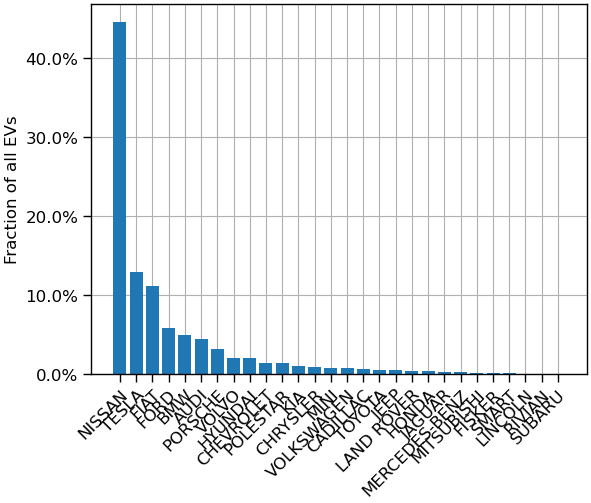 Fraction of all EVs
40.0%
30.0%
20.0%
10.0%
0.0%
NISSAN
TESLA
FIAT
FORD
BMW
AUDI
PORSCHE
VOLVO
HYUNDAI
CHEVROLET
POLESTAR
KIA
CHRYSLER
MINI
VOLKSWAGEN
CADILLAC
TOYOTA
JEEP
LAND ROVER
HONDA
JAGUAR
MERCEDES-BENZ
MITSUBISHI
FISKER
SMART
LINCOLN
RIVIAN
SUBARU